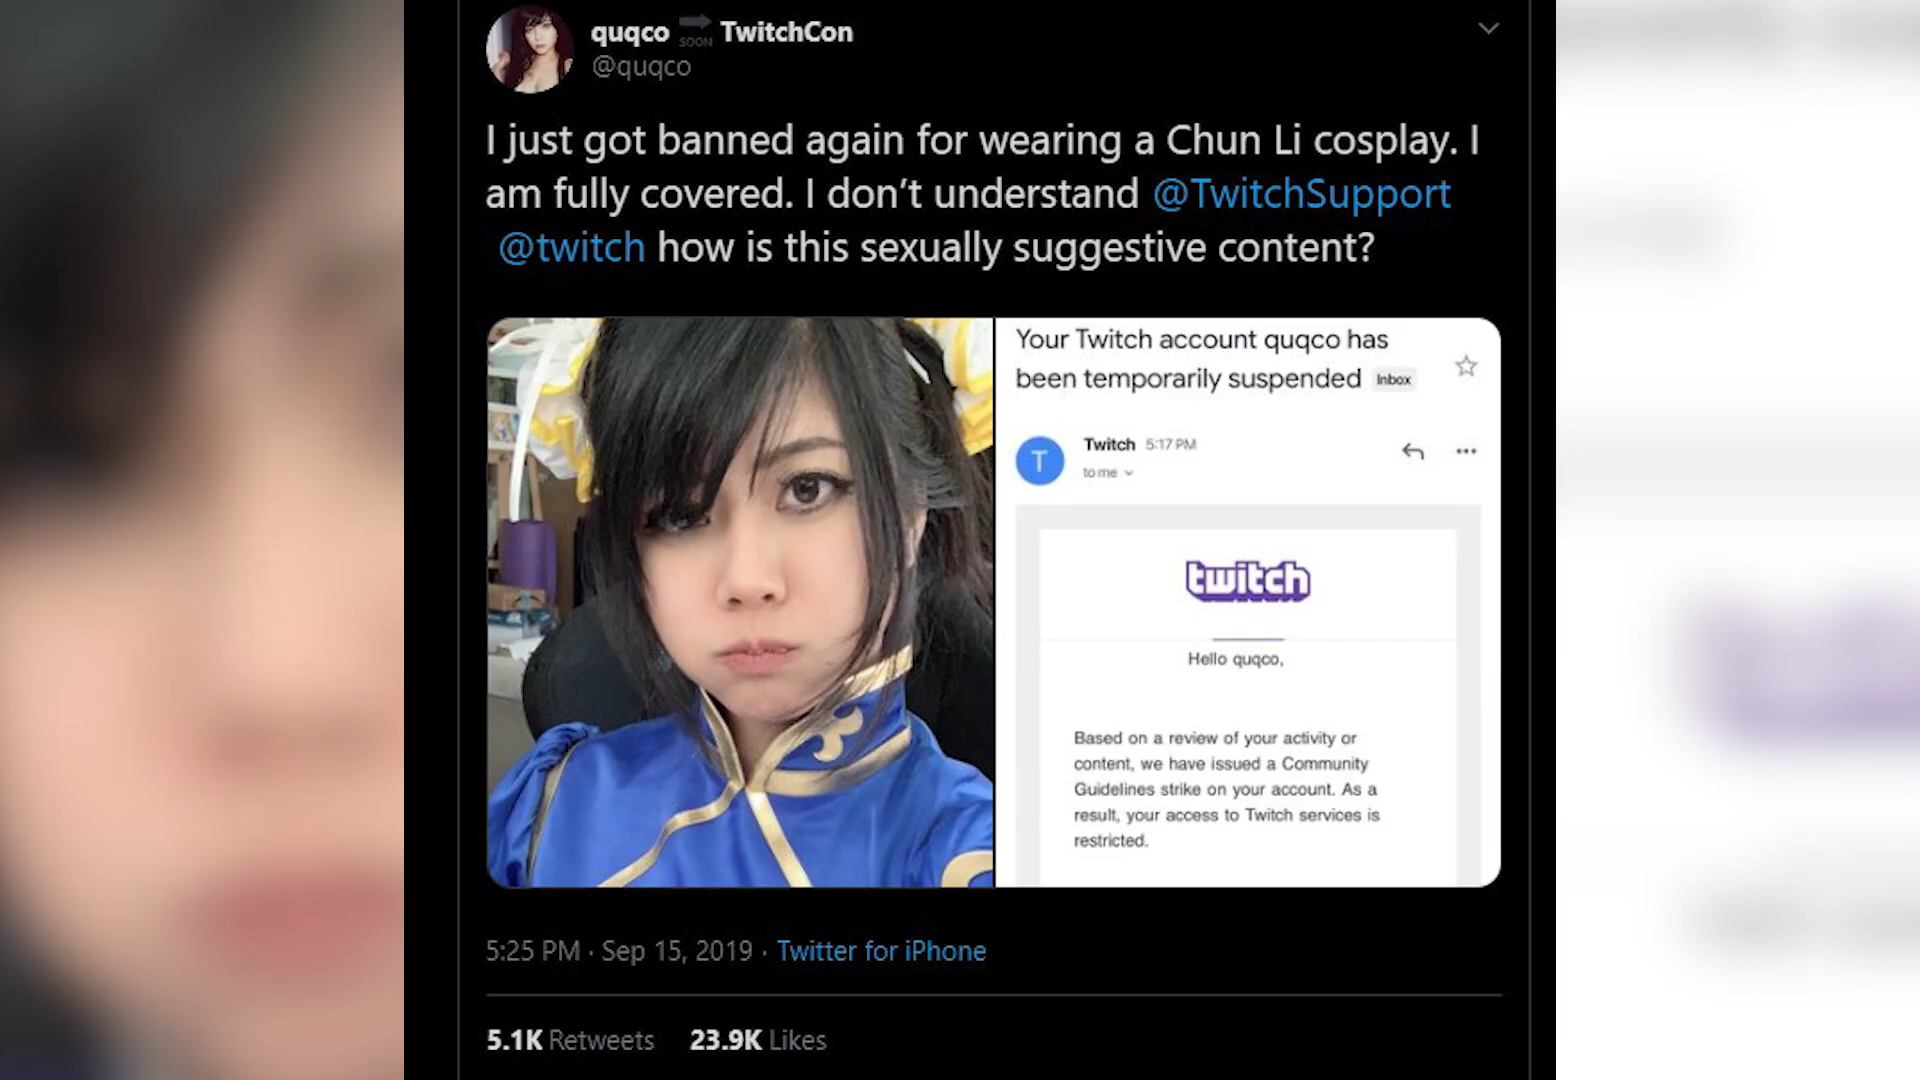 quqco SOON TwitchCon
@quqco
I just got banned again for wearing a Chun Li cosplay. I
am fully covered. I don’t understand @TwitchSupport
@twitch how is this sexually suggestive content?
Your Twitch account quqco has
been temporarily suspended Inbox
T
Twitch 5:17 PM
to me
twitch
Hello quqco,
Based on a review of your activity or
content, we have issued a Community
Guidelines strike on your account. As a
result, your access to Twitch services is
restricted.
5:25 PM · Sep 15, 2019 · Twitter for iPhone
5.1K Retweets 23.9K Likes